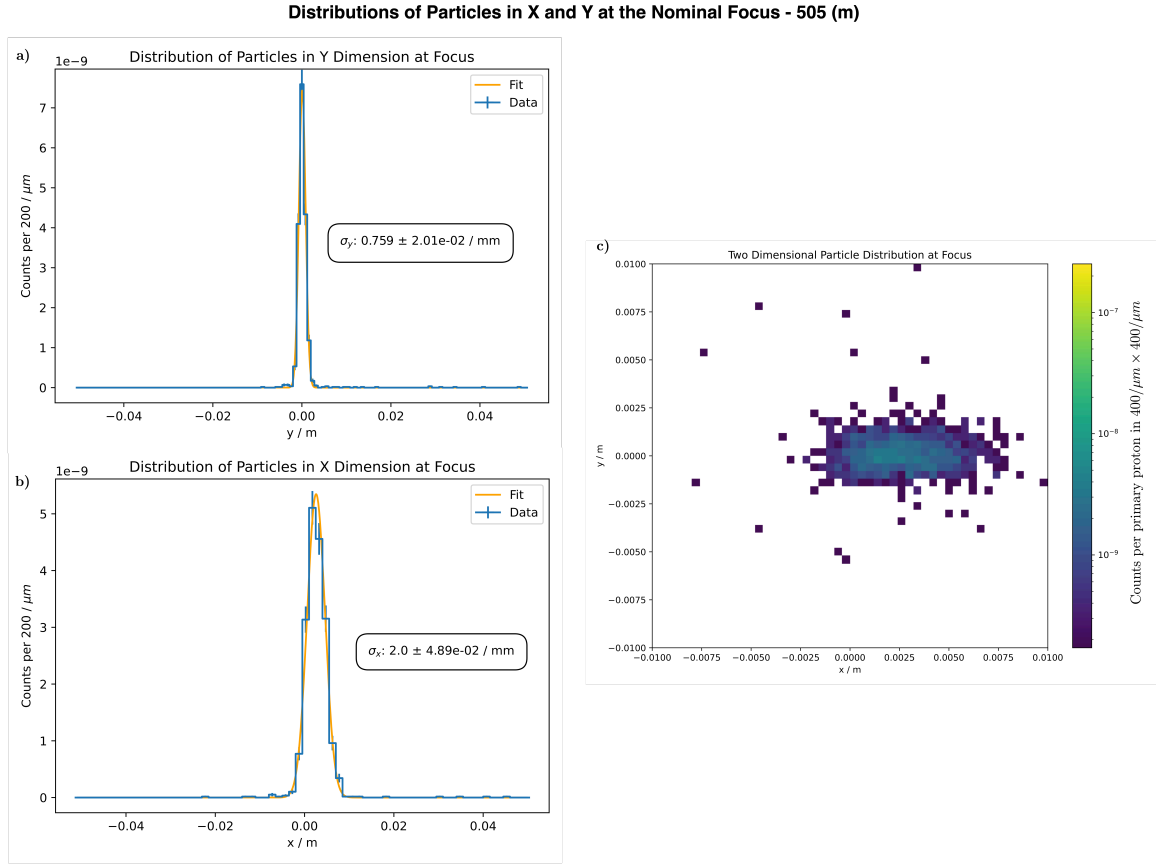 Distributions of Particles in X and Y at the Nominal Focus - 505 (m)
a)
Distribution of Particles in Y Dimension at Focus
1e−9
Fit
Data
7
6
5
4
3
2
1
0
Counts per 200 / μm
σy: 0.759 ± 2.01e-02 / mm
−0.04
−0.02
0.00
0.02
0.04
y / m
b)
Distribution of Particles in X Dimension at Focus
1e−9
Fit
Data
5
4
3
2
1
0
Counts per 200 / μm
σx: 2.0 ± 4.89e-02 / mm
−0.04
−0.02
0.00
0.02
0.04
x / m
c)
Two Dimensional Particle Distribution at Focus
0.0100
0.0075
0.0050
0.0025
0.0000
−0.0025
−0.0050
−0.0075
−0.0100
y / m
−0.0100
−0.0075
−0.0050
−0.0025
0.0000
0.0025
0.0050
0.0075
0.0100
x / m
10⁻⁷
10⁻⁸
10⁻⁹
Counts per primary proton in 400/μm × 400/μm